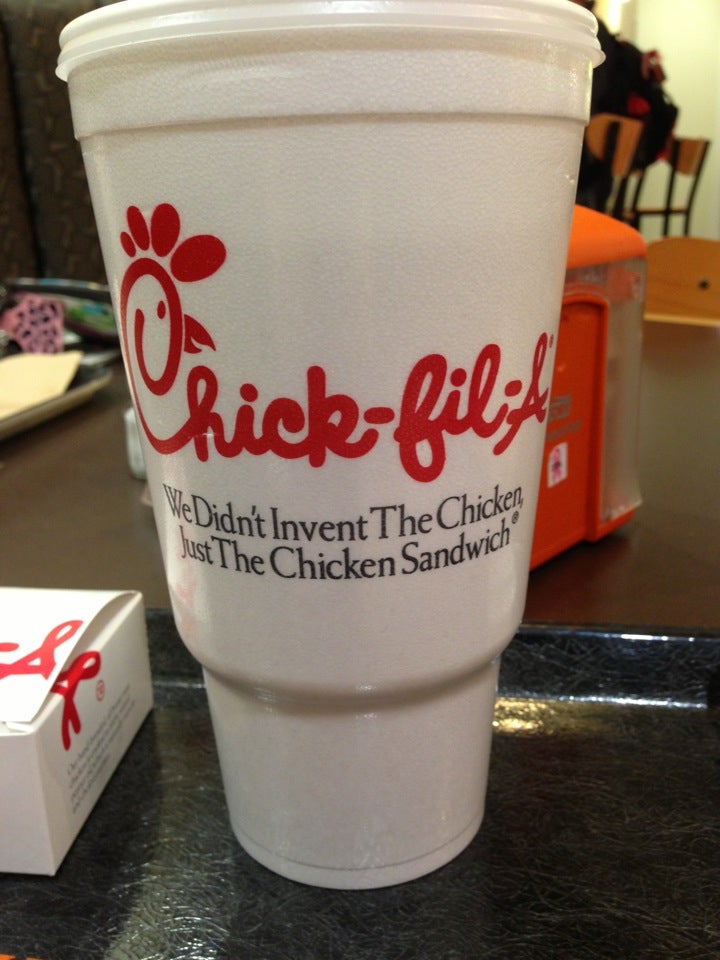 Chick-fil-A®
We Didn't Invent The Chicken,
Just The Chicken Sandwich®